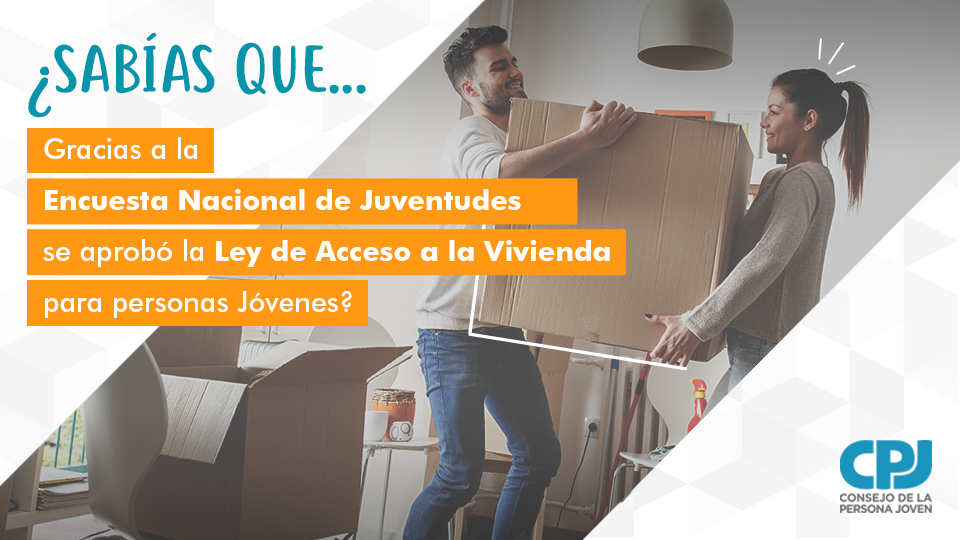 ¿SABÍAS QUE...
Gracias a la
Encuesta Nacional de Juventudes
se aprobó la Ley de Acceso a la Vivienda
para personas Jóvenes?
CPJ
CONSEJO DE LA
PERSONA JOVEN